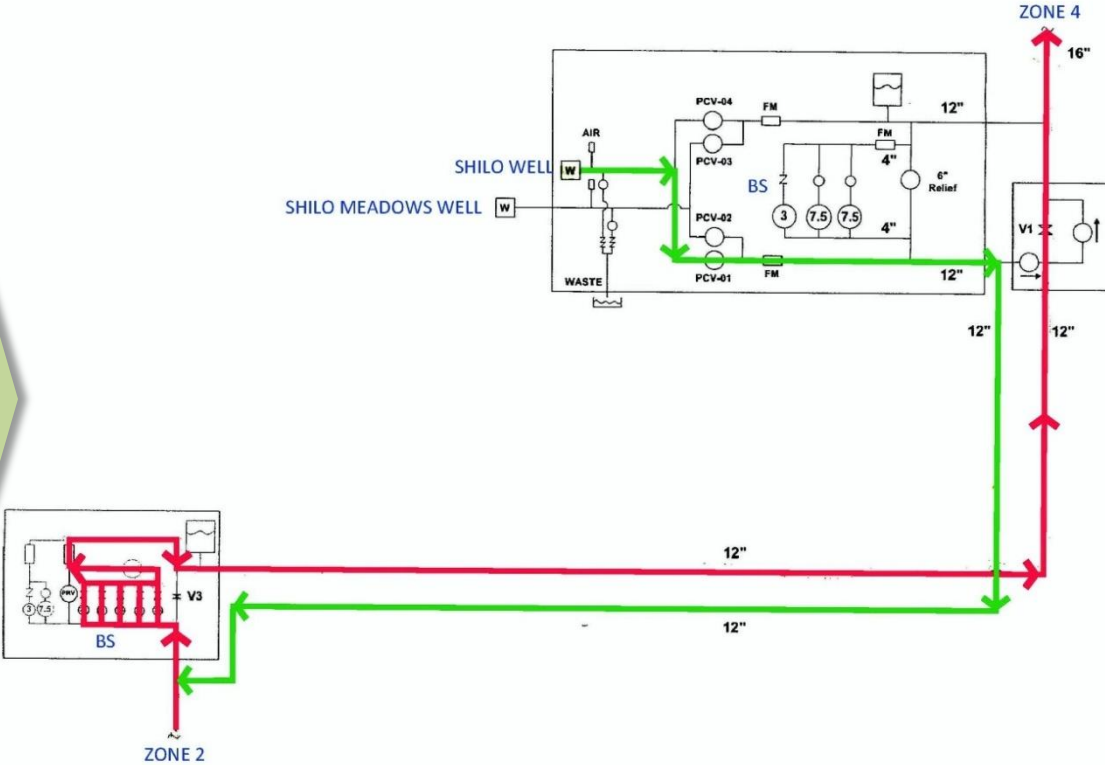 ZONE 4
16"
PCV-04
FM
12"
AIR
FM
4"
PCV-03
SHILO WELL
W
BS
Z
6"
Relief
SHILO MEADOWS WELL
W
3
7.5
7.5
PCV-02
4"
V1
WASTE
PCV-01
FM
12"
12"
12"
12"
PRV
V3
3
7.5
BS
12"
ZONE 2